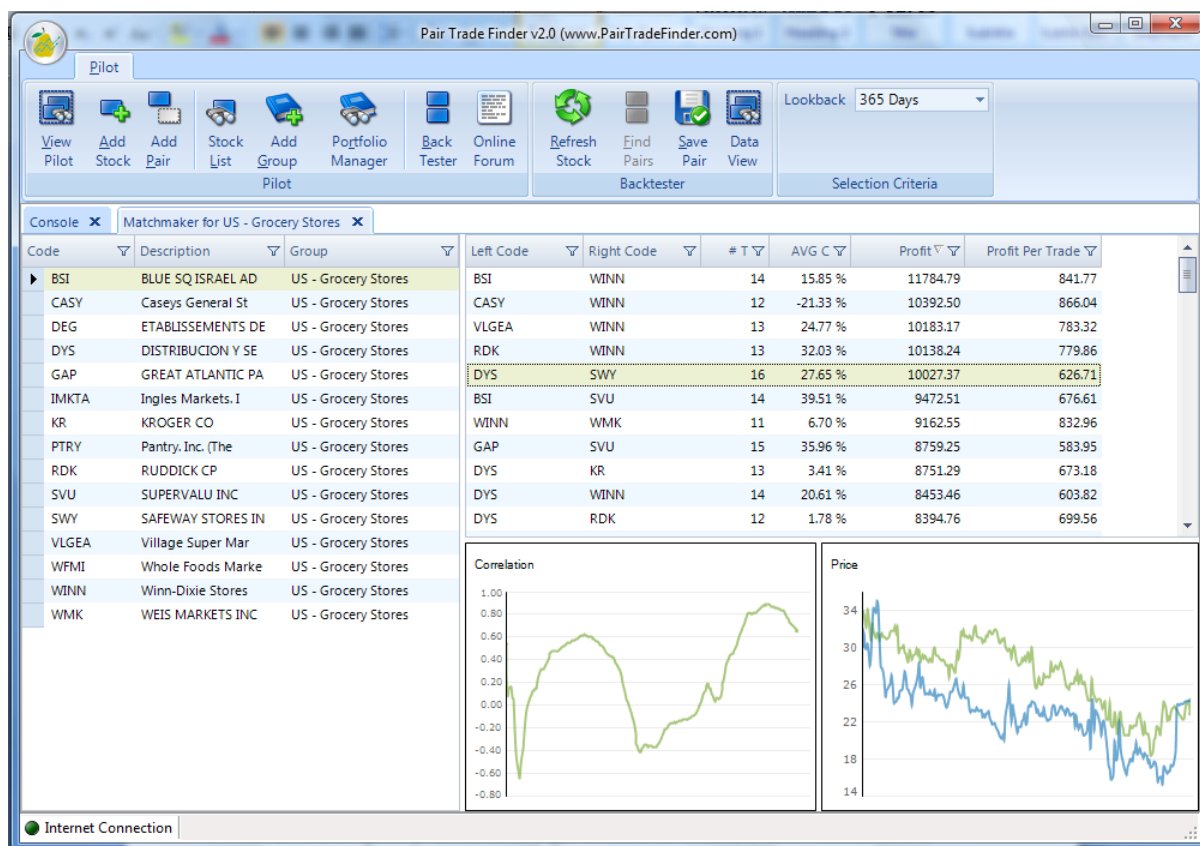 Pair Trade Finder v2.0 (www.PairTradeFinder.com)
Pilot
View Pilot
Add Stock
Add Pair
Stock List
Add Group
Portfolio Manager
Back Tester
Online Forum
Refresh Stock
Find Pairs
Save Pair
Data View
Lookback 365 Days
Pilot
Backtester
Selection Criteria
Console X
Matchmaker for US - Grocery Stores X
Code Description Group
BSI BLUE SQ ISRAEL AD US - Grocery Stores
CASY Caseys General St US - Grocery Stores
DEG ETABLISSEMENTS DE US - Grocery Stores
DYS DISTRIBUCION Y SE US - Grocery Stores
GAP GREAT ATLANTIC PA US - Grocery Stores
IMKTA Ingles Markets. I US - Grocery Stores
KR KROGER CO US - Grocery Stores
PTRY Pantry. Inc. (The US - Grocery Stores
RDK RUDDICK CP US - Grocery Stores
SVU SUPERVALU INC US - Grocery Stores
SWY SAFEWAY STORES IN US - Grocery Stores
VLGEA Village Super Mar US - Grocery Stores
WFMI Whole Foods Marke US - Grocery Stores
WINN Winn-Dixie Stores US - Grocery Stores
WMK WEIS MARKETS INC US - Grocery Stores
Left Code Right Code # T AVG C Profit Profit Per Trade
BSI WINN 14 15.85 % 11784.79 841.77
CASY WINN 12 -21.33 % 10392.50 866.04
VLGEA WINN 13 24.77 % 10183.17 783.32
RDK WINN 13 32.03 % 10138.24 779.86
DYS SWY 16 27.65 % 10027.37 626.71
BSI SVU 14 39.51 % 9472.51 676.61
WINN WMK 11 6.70 % 9162.55 832.96
GAP SVU 15 35.96 % 8759.25 583.95
DYS KR 13 3.41 % 8751.29 673.18
DYS WINN 14 20.61 % 8453.46 603.82
DYS RDK 12 1.78 % 8394.76 699.56
Correlation
1.00
0.80
0.60
0.40
0.20
0.00
-0.20
-0.40
-0.60
-0.80
Price
34
30
26
22
18
14
Internet Connection